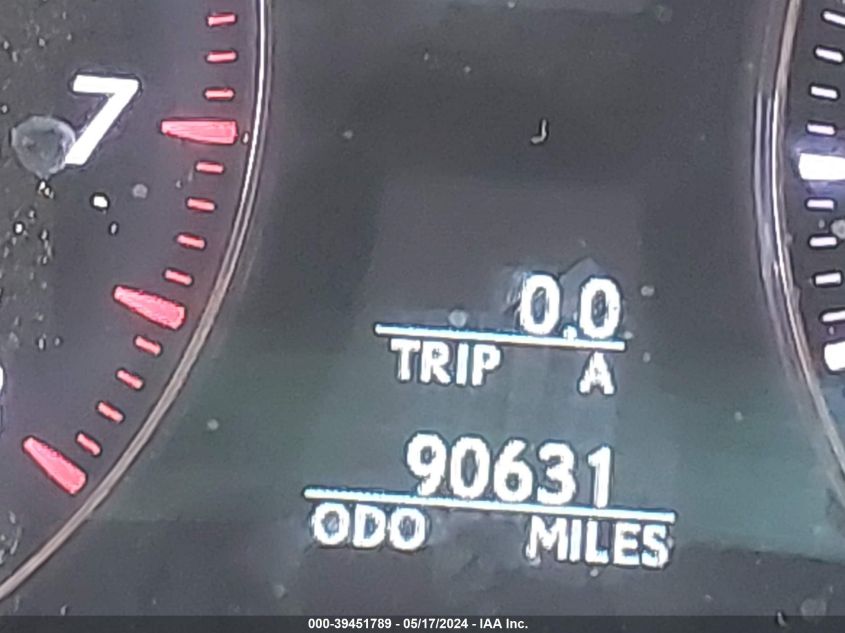 7
0.0
TRIP A
90631
ODO MILES
000-39451789 - 05/17/2024 - IAA Inc.